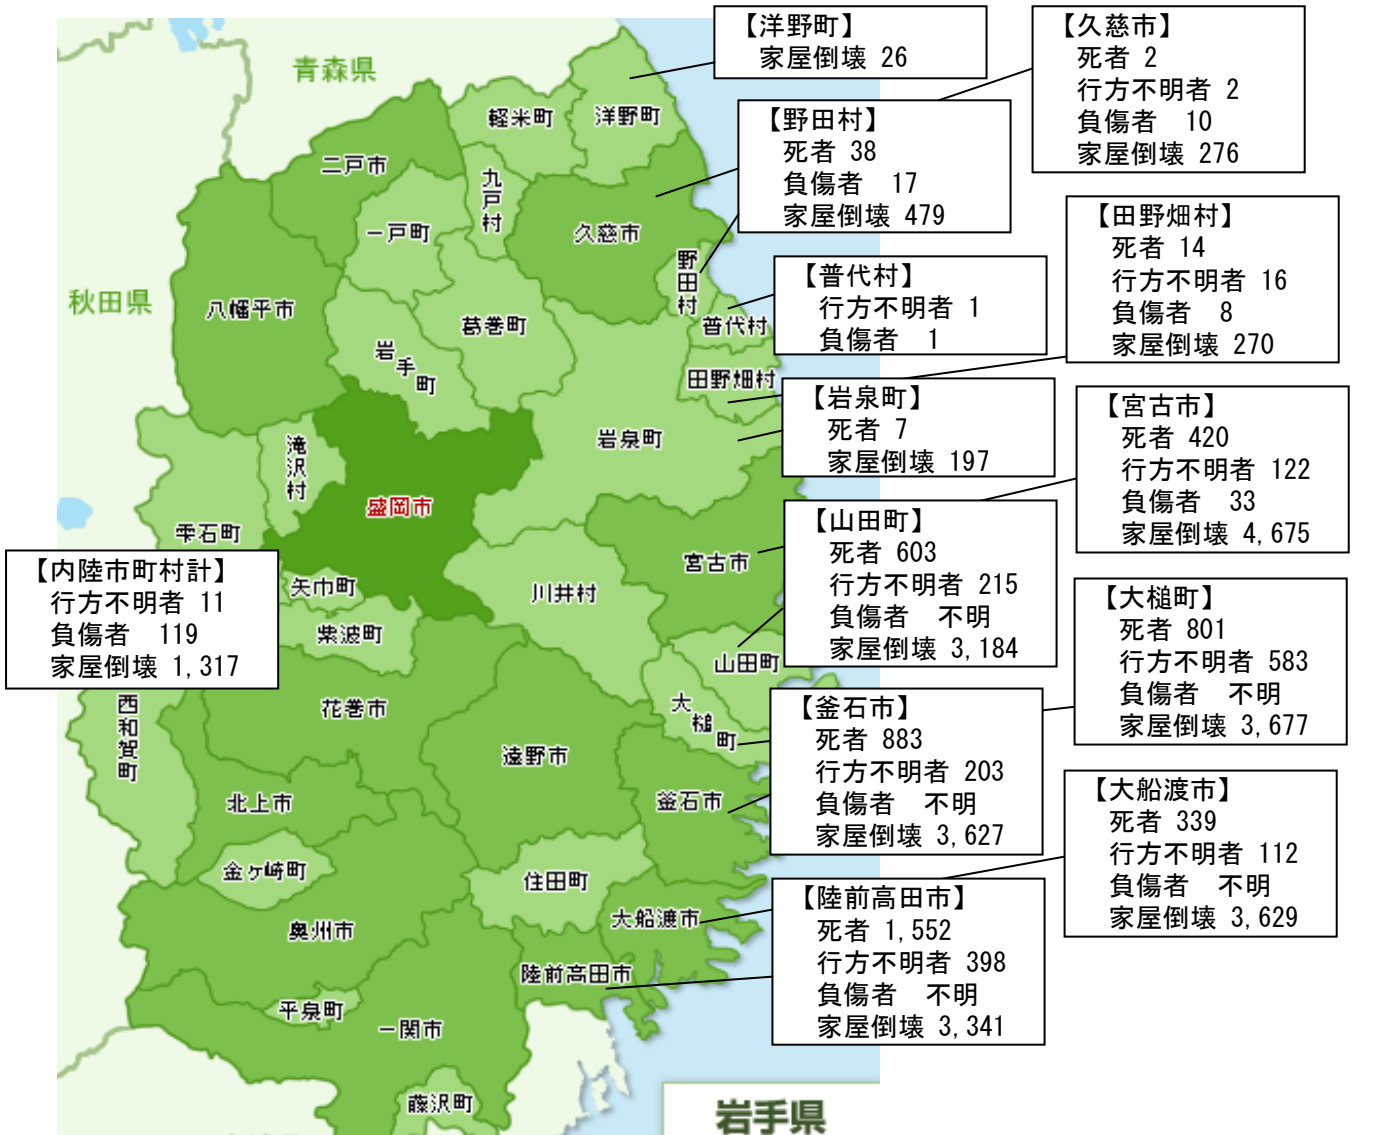 【洋野町】
家屋倒壊 26
【久慈市】
死者 2
行方不明者 2
負傷者 10
家屋倒壊 276
【野田村】
死者 38
負傷者 17
家屋倒壊 479
【田野畑村】
死者 14
行方不明者 16
負傷者 8
家屋倒壊 270
【普代村】
行方不明者 1
負傷者 1
【岩泉町】
死者 7
家屋倒壊 197
【宮古市】
死者 420
行方不明者 122
負傷者 33
家屋倒壊 4,675
【山田町】
死者 603
行方不明者 215
負傷者 不明
家屋倒壊 3,184
【内陸市町村計】
行方不明者 11
負傷者 119
家屋倒壊 1,317
【大槌町】
死者 801
行方不明者 583
負傷者 不明
家屋倒壊 3,677
【釜石市】
死者 883
行方不明者 203
負傷者 不明
家屋倒壊 3,627
【大船渡市】
死者 339
行方不明者 112
負傷者 不明
家屋倒壊 3,629
【陸前高田市】
死者 1,552
行方不明者 398
負傷者 不明
家屋倒壊 3,341
青森県
秋田県
軽米町
洋野町
二戸市
九戸村
一戸町
久慈市
野田村
八幡平市
葛巻町
普代村
岩手町
田野畑村
岩泉町
滝沢村
盛岡市
雫石町
宮古市
矢巾町
川井村
紫波町
山田町
西和賀町
花巻市
大槌町
遠野市
北上市
釜石市
金ヶ崎町
住田町
大船渡市
奥州市
陸前高田市
平泉町
一関市
藤沢町
岩手県